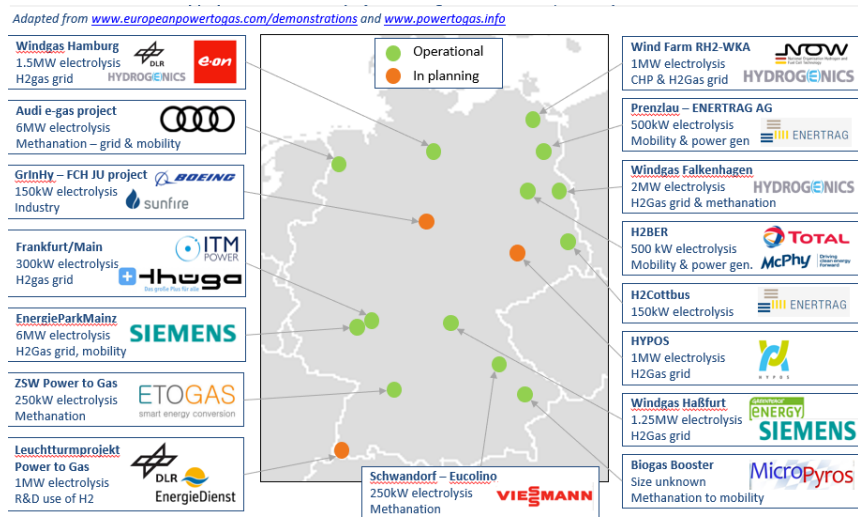 Adapted from www.europeanpowertogas.com/demonstrations and www.powertogas.info
Operational
In planning
Windgas Hamburg
1.5MW electrolysis
H2gas grid
DLR
HYDROGENICS
e·on
Audi e-gas project
6MW electrolysis
Methanation – grid & mobility
GrInHy – FCH JU project
150kW electrolysis
Industry
BOEING
sunfire
Frankfurt/Main
300kW electrolysis
H2gas grid
ITM
POWER
thüga
Das große Plus für alle
EnergieParkMainz
6MW electrolysis
H2Gas grid, mobility
SIEMENS
ZSW Power to Gas
250kW electrolysis
Methanation
ETOGAS
smart energy conversion
Leuchtturmprojekt
Power to Gas
1MW electrolysis
R&D use of H2
DLR
EnergieDienst
Schwandorf – Eucolino
250kW electrolysis
Methanation
VIESSMANN
Wind Farm RH2-WKA
1MW electrolysis
CHP & H2Gas grid
NOW
HYDROGENICS
Prenzlau – ENERTRAG AG
500kW electrolysis
Mobility & power gen
ENERTRAG
Windgas Falkenhagen
2MW electrolysis
H2Gas grid & methanation
HYDROGENICS
H2BER
500 kW electrolysis
Mobility & power gen.
TOTAL
McPhy
Driving
clean energy
forward
H2Cottbus
150kW electrolysis
ENERTRAG
HYPOS
1MW electrolysis
H2Gas grid
HYPOS
Windgas Haßfurt
1.25MW electrolysis
H2Gas grid
GREENPEACE
ENERGY
SIEMENS
Biogas Booster
Size unknown
Methanation to mobility
MicroPyros